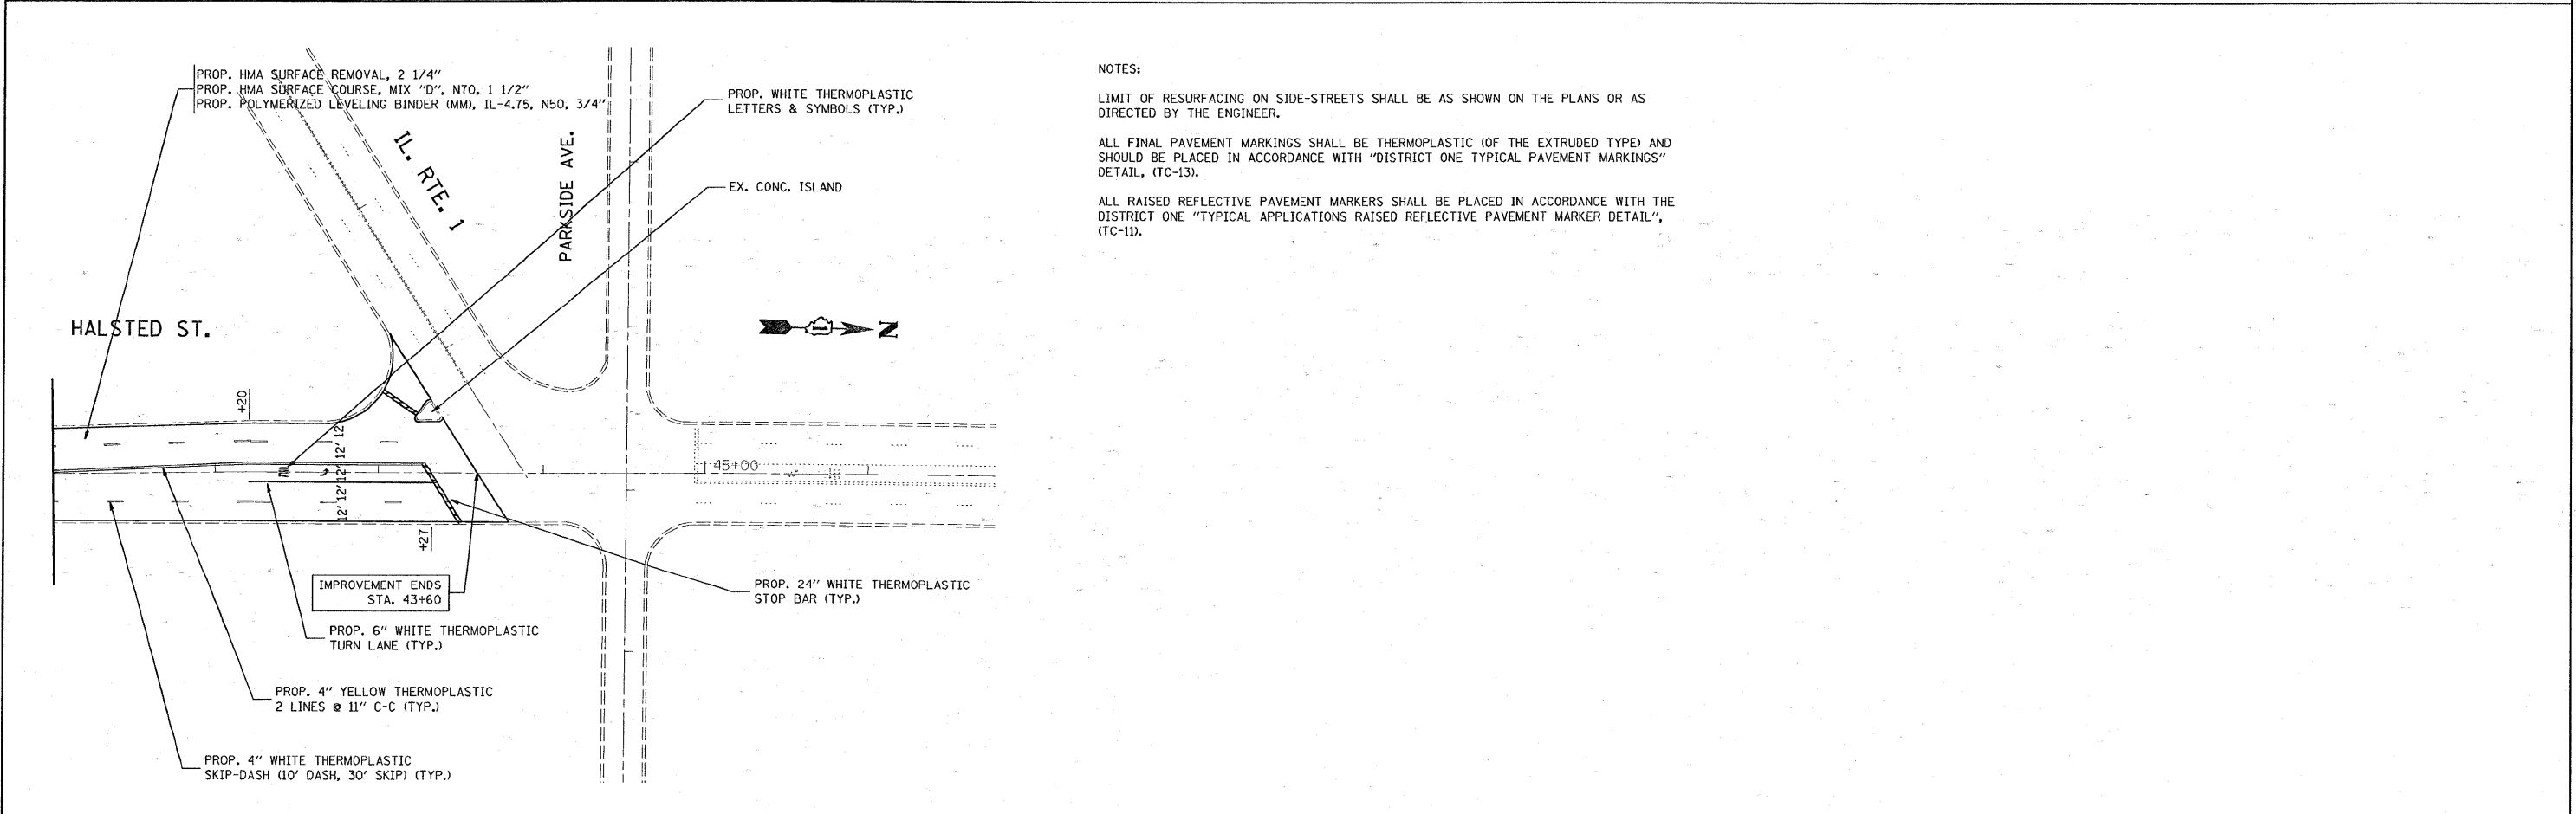 PROP. HMA SURFACE REMOVAL, 2 1/4"
PROP. HMA SURFACE COURSE, MIX "D", N70, 1 1/2"
PROP. POLYMERIZED LEVELING BINDER (MM), IL-4.75, N50, 3/4"
PROP. WHITE THERMOPLASTIC
LETTERS & SYMBOLS (TYP.)
IL. RTE. 1
PARKSIDE AVE.
EX. CONC. ISLAND
HALSTED ST.
N
+20
12'
12'
12'
12'
12'
45+00
+27
IMPROVEMENT ENDS
STA. 43+60
PROP. 24" WHITE THERMOPLASTIC
STOP BAR (TYP.)
PROP. 6" WHITE THERMOPLASTIC
TURN LANE (TYP.)
PROP. 4" YELLOW THERMOPLASTIC
2 LINES @ 11" C-C (TYP.)
PROP. 4" WHITE THERMOPLASTIC
SKIP-DASH (10' DASH, 30' SKIP) (TYP.)
NOTES:
LIMIT OF RESURFACING ON SIDE-STREETS SHALL BE AS SHOWN ON THE PLANS OR AS
DIRECTED BY THE ENGINEER.
ALL FINAL PAVEMENT MARKINGS SHALL BE THERMOPLASTIC (OF THE EXTRUDED TYPE) AND
SHOULD BE PLACED IN ACCORDANCE WITH "DISTRICT ONE TYPICAL PAVEMENT MARKINGS"
DETAIL, (TC-13).
ALL RAISED REFLECTIVE PAVEMENT MARKERS SHALL BE PLACED IN ACCORDANCE WITH THE
DISTRICT ONE "TYPICAL APPLICATIONS RAISED REFLECTIVE PAVEMENT MARKER DETAIL",
(TC-11).